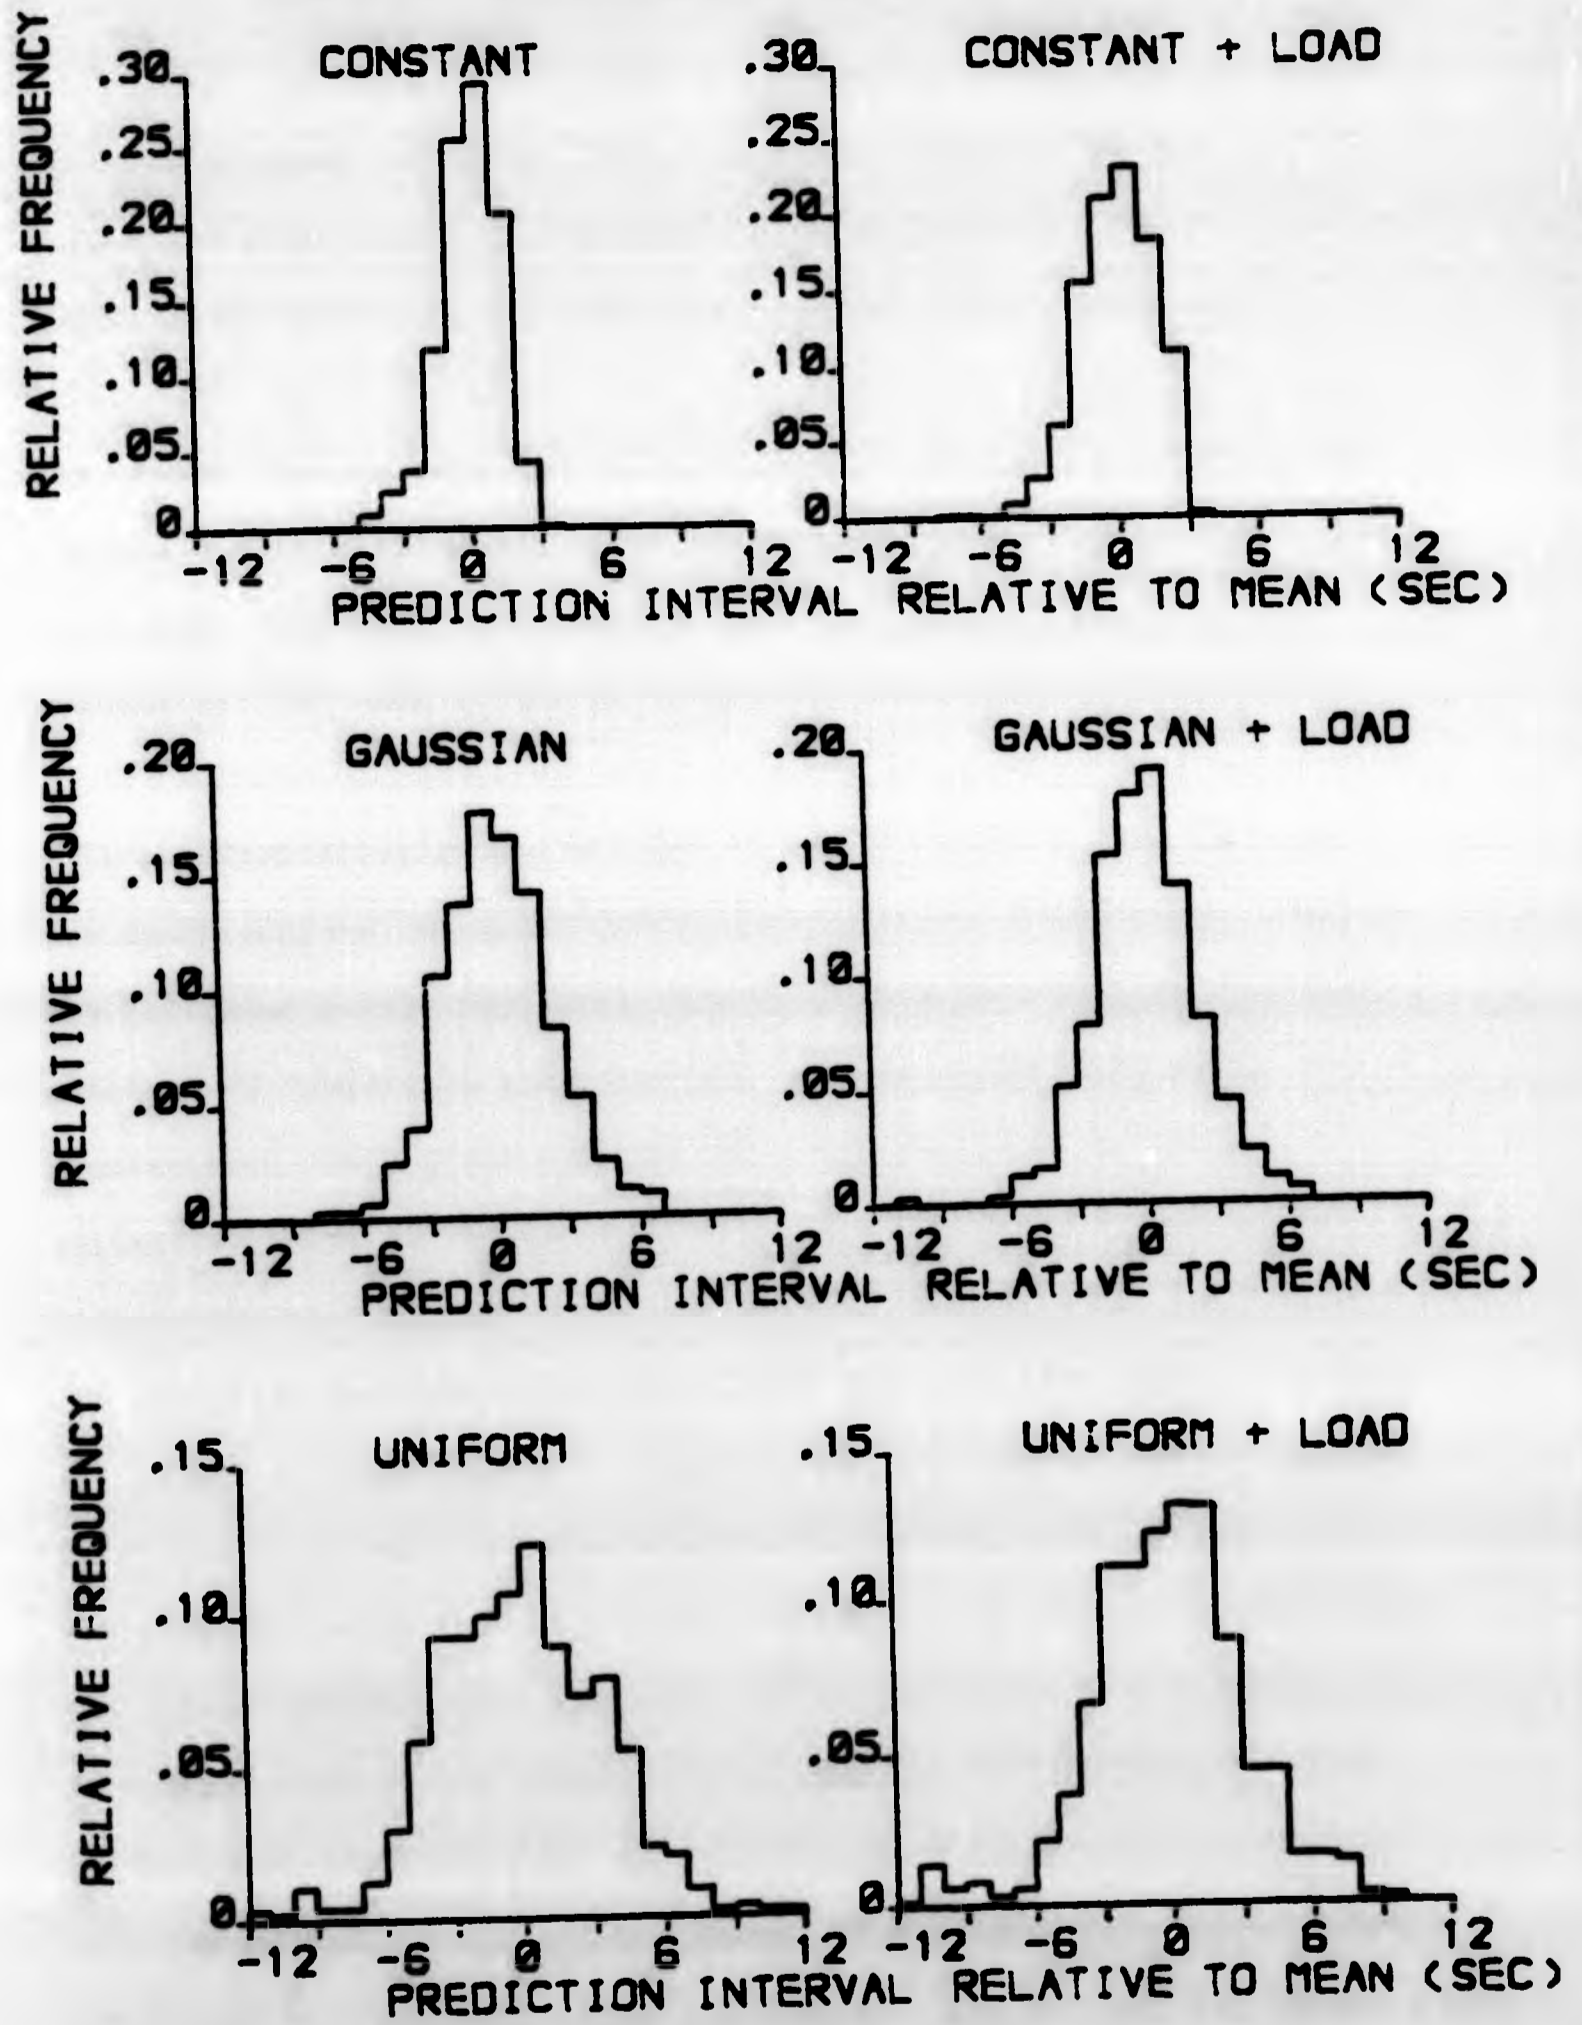 CONSTANT
CONSTANT + LOAD
RELATIVE FREQUENCY
.30
.25
.20
.15
.10
.05
0
.30
.25
.20
.15
.10
.05
0
-12 -6 0 6 12
-12 -6 0 6 12
PREDICTION INTERVAL RELATIVE TO MEAN (SEC)
GAUSSIAN
GAUSSIAN + LOAD
RELATIVE FREQUENCY
.20
.15
.10
.05
0
.20
.15
.10
.05
0
-12 -6 0 6 12
-12 -6 0 6 12
PREDICTION INTERVAL RELATIVE TO MEAN (SEC)
UNIFORM
UNIFORM + LOAD
RELATIVE FREQUENCY
.15
.10
.05
0
.15
.10
.05
0
-12 -6 0 6 12
-12 -6 0 6 12
PREDICTION INTERVAL RELATIVE TO MEAN (SEC)